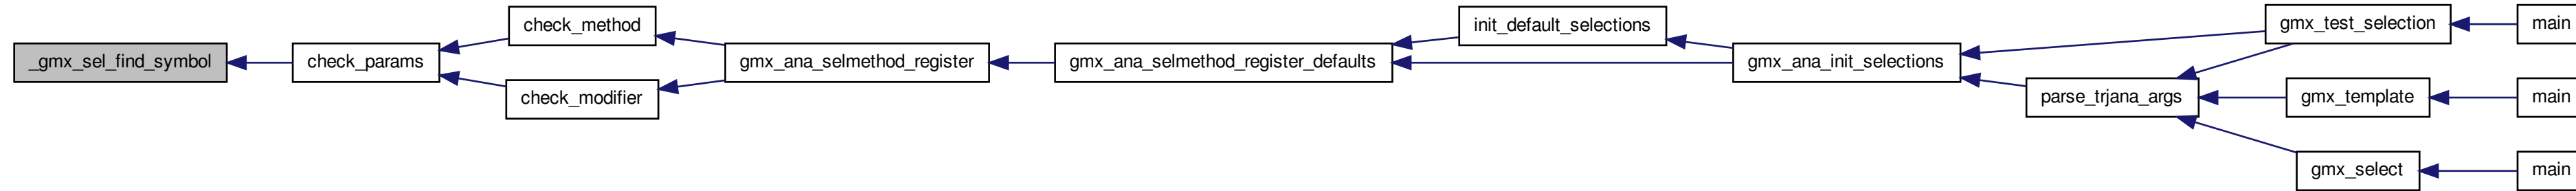 _gmx_sel_find_symbol
check_params
check_method
check_modifier
gmx_ana_selmethod_register
gmx_ana_selmethod_register_defaults
init_default_selections
gmx_ana_init_selections
gmx_test_selection
parse_trjana_args
gmx_template
gmx_select
main
main
main